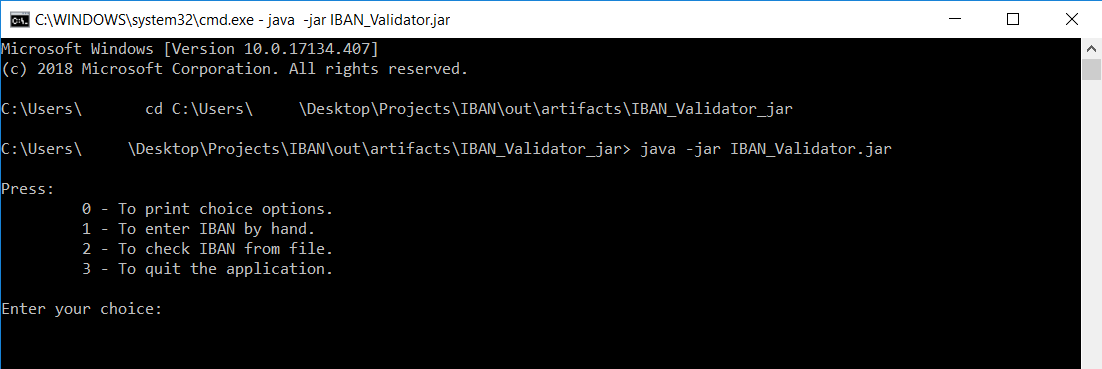 C:\WINDOWS\system32\cmd.exe - java -jar IBAN_Validator.jar
Microsoft Windows [Version 10.0.17134.407]
(c) 2018 Microsoft Corporation. All rights reserved.
C:\Users\ cd C:\Users\ \Desktop\Projects\IBAN\out\artifacts\IBAN_Validator_jar
C:\Users\ \Desktop\Projects\IBAN\out\artifacts\IBAN_Validator_jar> java -jar IBAN_Validator.jar
Press:
0 - To print choice options.
1 - To enter IBAN by hand.
2 - To check IBAN from file.
3 - To quit the application.
Enter your choice: